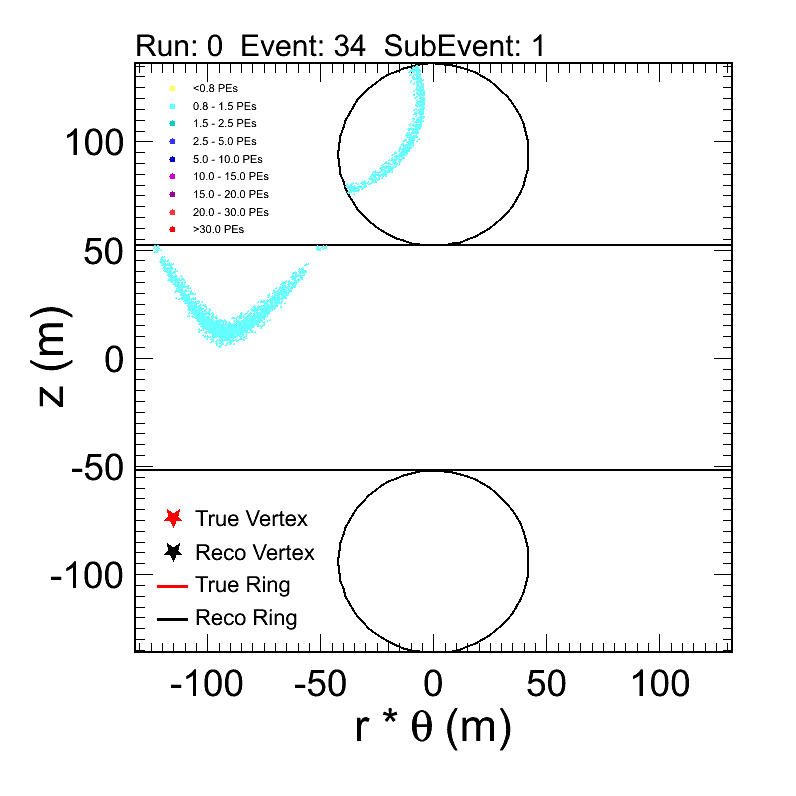 Run: 0  Event: 34  SubEvent: 1
<0.8 PEs
0.8 - 1.5 PEs
1.5 - 2.5 PEs
2.5 - 5.0 PEs
5.0 - 10.0 PEs
10.0 - 15.0 PEs
15.0 - 20.0 PEs
20.0 - 30.0 PEs
>30.0 PEs
100
50
0
-50
-100
z (m)
True Vertex
Reco Vertex
True Ring
Reco Ring
-100 -50 0 50 100
r * θ (m)